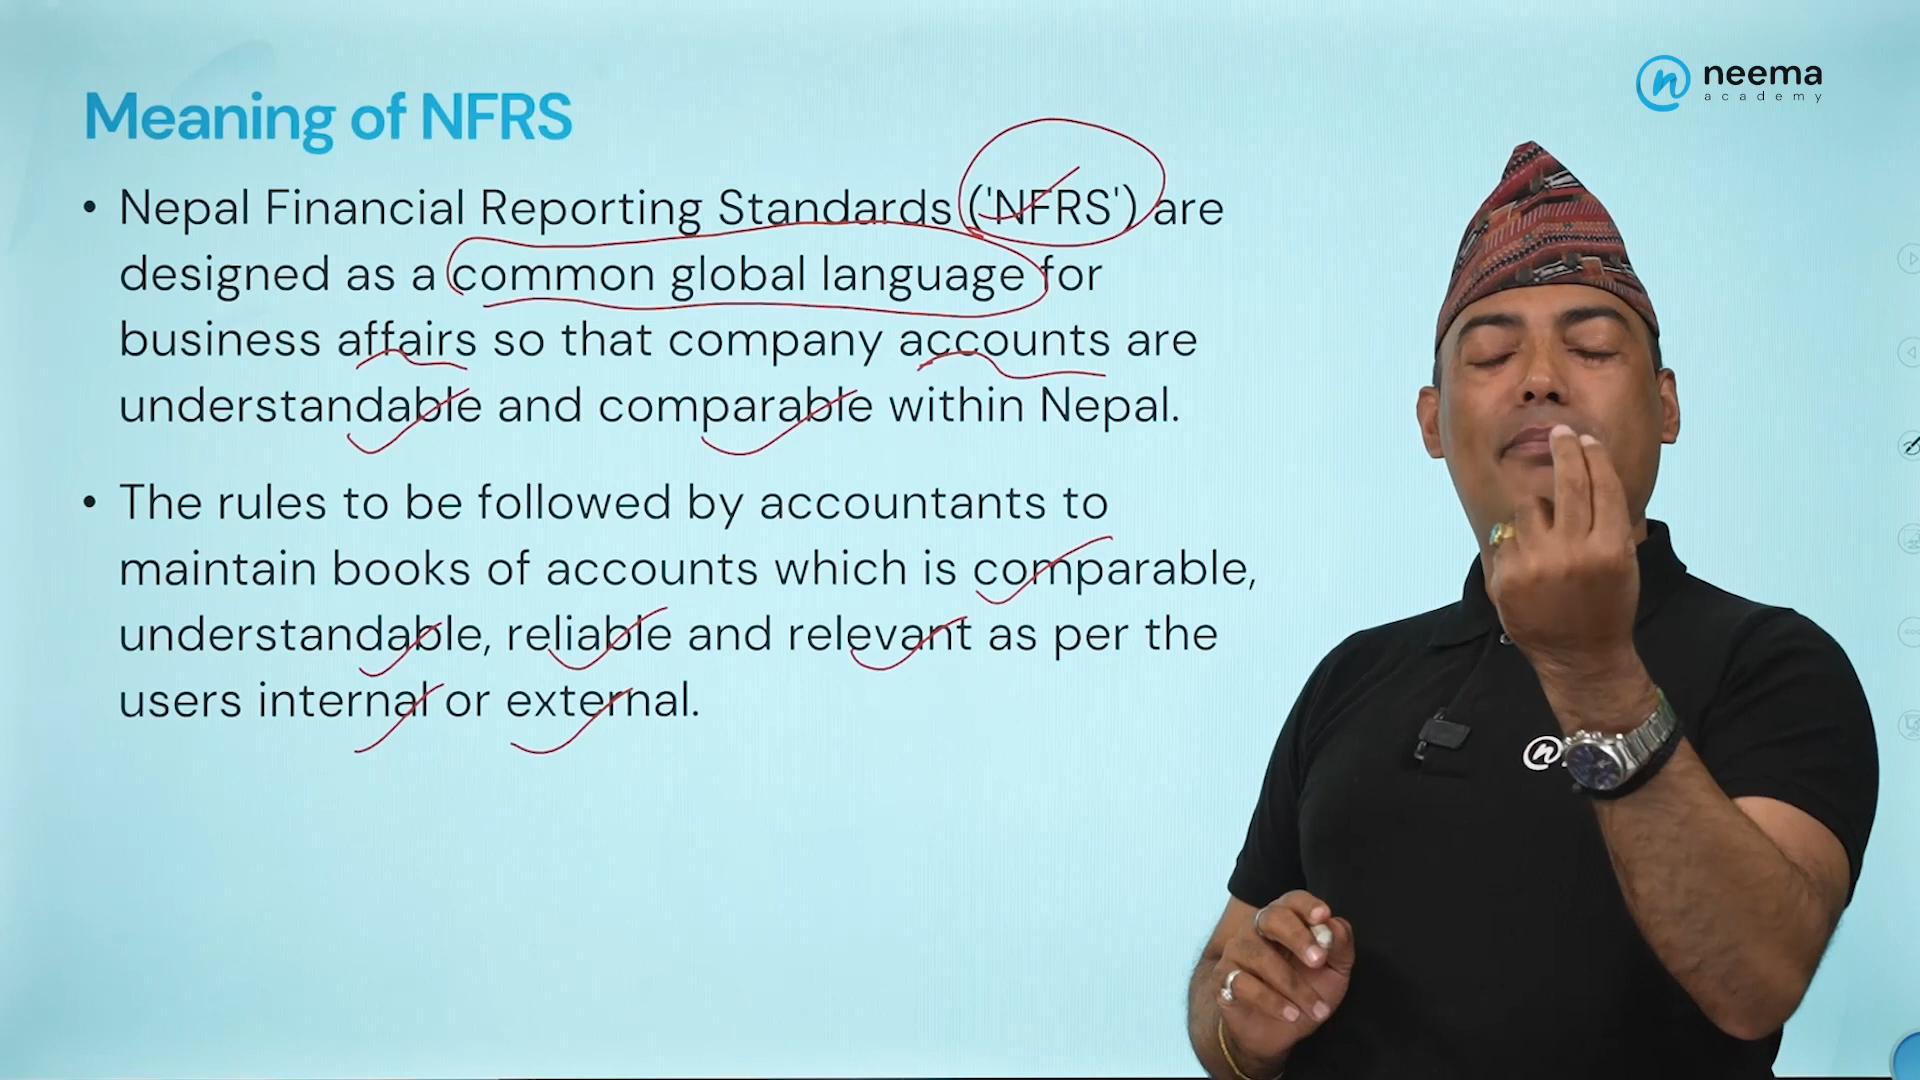 neema
academy
Meaning of NFRS
• Nepal Financial Reporting Standards ('NFRS') are
designed as a common global language for
business affairs so that company accounts are
understandable and comparable within Nepal.
• The rules to be followed by accountants to
maintain books of accounts which is comparable,
understandable, reliable and relevant as per the
users internal or external.